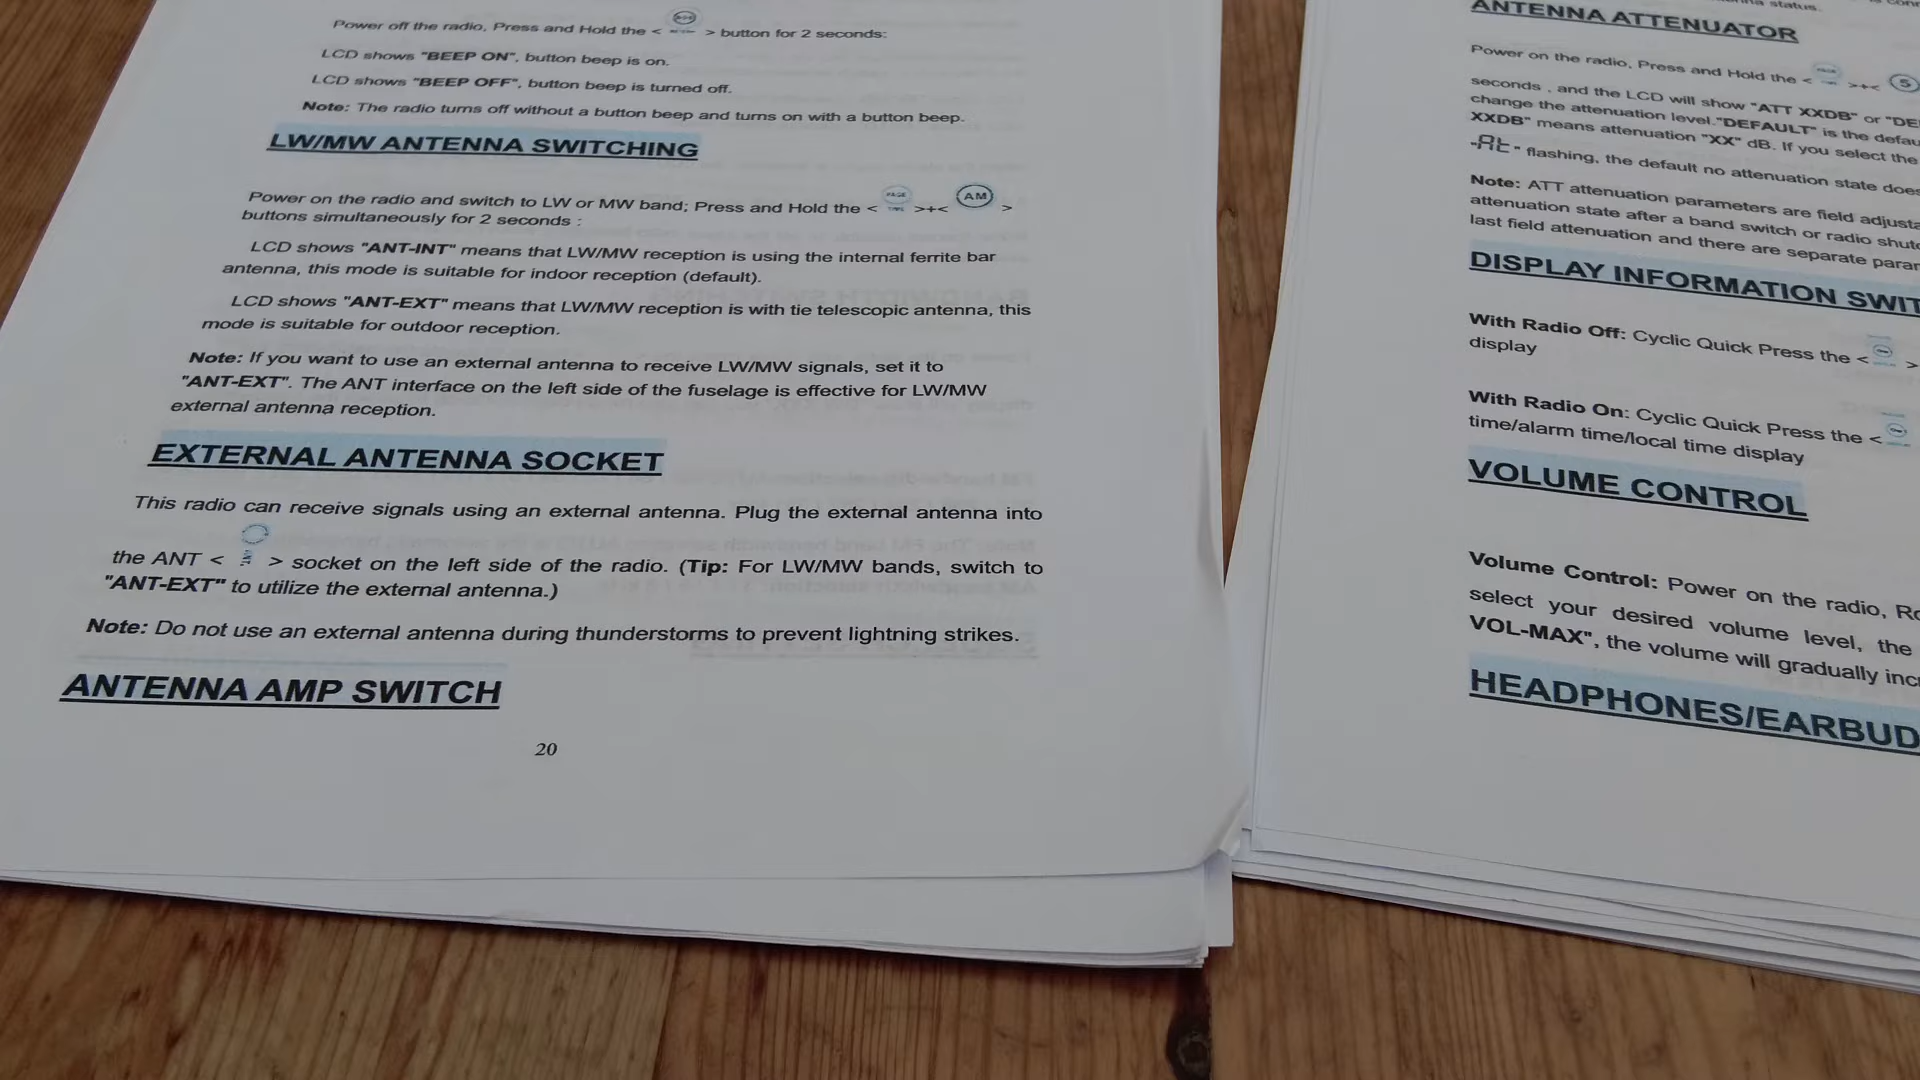 Power off the radio, Press and Hold the < > button for 2 seconds:
LCD shows "BEEP ON", button beep is on.
LCD shows "BEEP OFF", button beep is turned off.
Note: The radio turns off without a button beep and turns on with a button beep.
LW/MW ANTENNA SWITCHING
Power on the radio and switch to LW or MW band; Press and Hold the < PAGE >+< AM >
buttons simultaneously for 2 seconds :
LCD shows "ANT-INT" means that LW/MW reception is using the internal ferrite bar
antenna, this mode is suitable for indoor reception (default).
LCD shows "ANT-EXT" means that LW/MW reception is with tie telescopic antenna, this
mode is suitable for outdoor reception.
Note: If you want to use an external antenna to receive LW/MW signals, set it to
"ANT-EXT". The ANT interface on the left side of the fuselage is effective for LW/MW
external antenna reception.
EXTERNAL ANTENNA SOCKET
This radio can receive signals using an external antenna. Plug the external antenna into
the ANT < ANT > socket on the left side of the radio. (Tip: For LW/MW bands, switch to
"ANT-EXT" to utilize the external antenna.)
Note: Do not use an external antenna during thunderstorms to prevent lightning strikes.
ANTENNA AMP SWITCH
20
status.
ANTENNA ATTENUATOR
Power on the radio, Press and Hold the < PAGE >+< 5
seconds , and the LCD will show "ATT XXDB" or "DE
change the attenuation level."DEFAULT" is the defau
XXDB" means attenuation "XX" dB. If you select the
"At" flashing, the default no attenuation state does
Note: ATT attenuation parameters are field adjusta
attenuation state after a band switch or radio shutd
last field attenuation and there are separate param
DISPLAY INFORMATION SWIT
With Radio Off: Cyclic Quick Press the < >
display
With Radio On: Cyclic Quick Press the <
time/alarm time/local time display
VOLUME CONTROL
Volume Control: Power on the radio, Ro
select your desired volume level, the
VOL-MAX", the volume will gradually incr
HEADPHONES/EARBUD